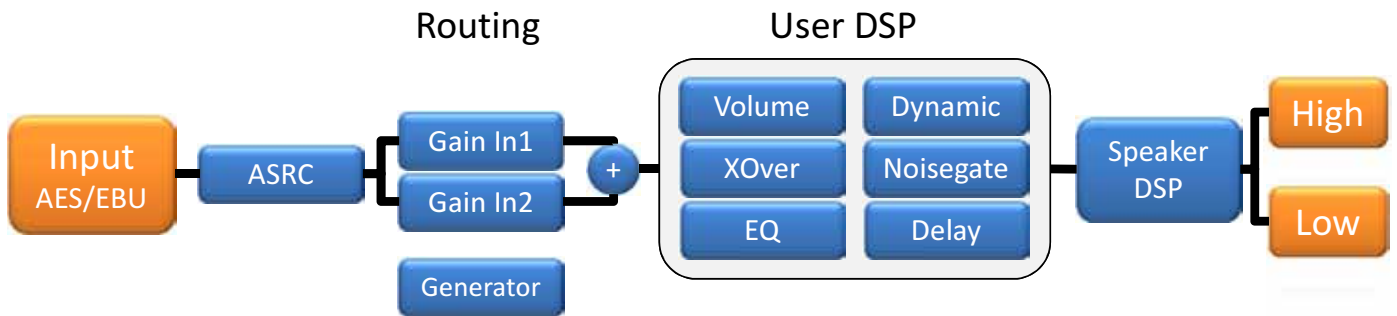 Routing
User DSP
Input
AES/EBU
ASRC
Gain In1
Gain In2
Generator
+
Volume
Dynamic
XOver
Noisegate
EQ
Delay
Speaker
DSP
High
Low